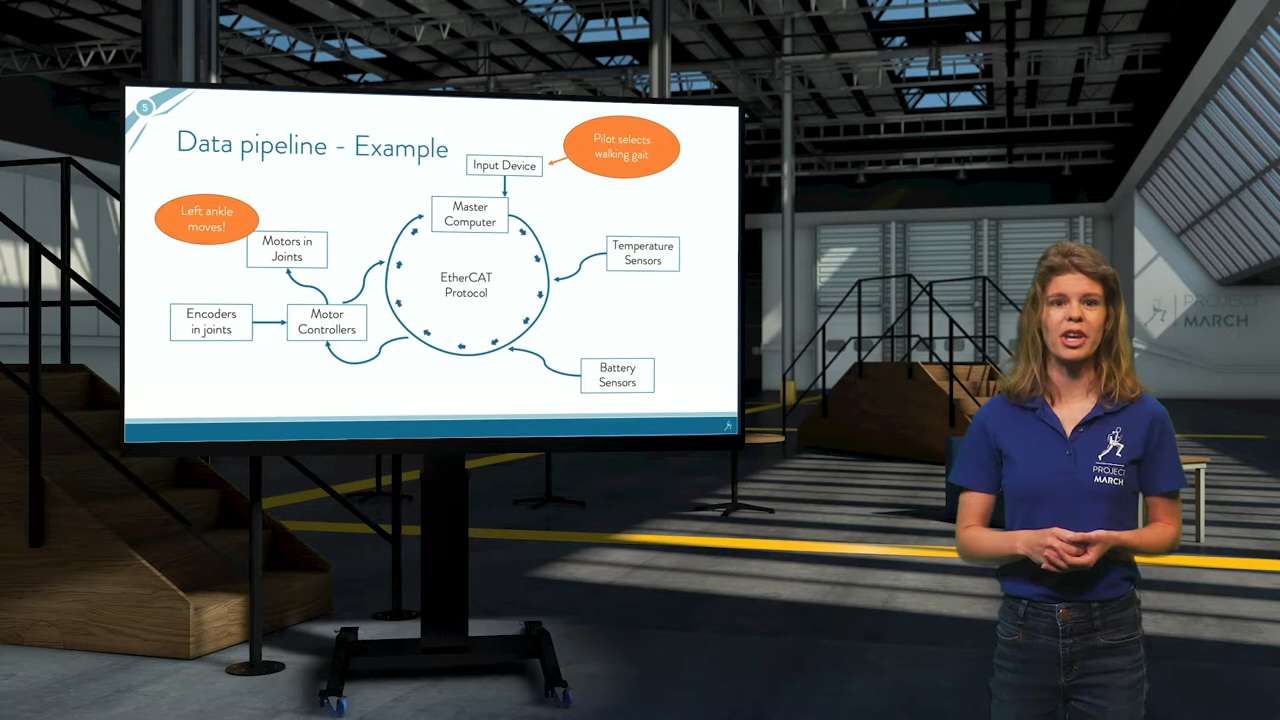 5
Data pipeline - Example
Pilot selects
walking gait
Input Device
Master
Computer
Left ankle
moves!
Motors in
Joints
Temperature
Sensors
EtherCAT
Protocol
Encoders
in joints
Motor
Controllers
Battery
Sensors
PROJECT
MARCH
PROJECT
MARCH